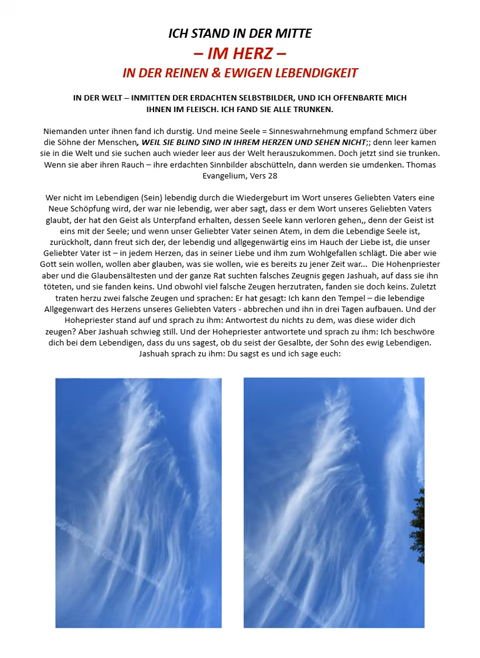 ICH STAND IN DER MITTE
– IM HERZ –
IN DER REINEN & EWIGEN LEBENDIGKEIT
IN DER WELT – INMITTEN DER ERDACHTEN SELBSTBILDER, UND ICH OFFENBARTE MICH
IHNEN IM FLEISCH. ICH FAND SIE ALLE TRUNKEN.
Niemanden unter ihnen fand ich durstig. Und meine Seele = Sinneswahrnehmung empfand Schmerz über
die Söhne der Menschen, WEIL SIE BLIND SIND IN IHREM HERZEN UND SEHEN NICHT;; denn leer kamen
sie in die Welt und sie suchen auch wieder leer aus der Welt herauszukommen. Doch jetzt sind sie trunken.
Wenn sie aber ihren Rauch – ihre erdachten Sinnbilder abschütteln, dann werden sie umdenken. Thomas
Evangelium, Vers 28
Wer nicht im Lebendigen (Sein) lebendig durch die Wiedergeburt im Wort unseres Geliebten Vaters eine
Neue Schöpfung wird, der war nie lebendig, wer aber sagt, dass er dem Wort unseres Geliebten Vaters
glaubt, der hat den Geist als Unterpfand erhalten, dessen Seele kann verloren gehen,, denn der Geist ist
eins mit der Seele; und wenn unser Geliebter Vater seinen Atem, in dem die Lebendige Seele ist,
zurückholt, dann freut sich der, der lebendig und allgegenwärtig eins im Hauch der Liebe ist, die unser
Geliebter Vater ist – in jedem Herzen, das in seiner Liebe und ihm zum Wohlgefallen schlägt. Die aber wie
Gott sein wollen, wollen aber glauben, was sie wollen, wie es bereits zu jener Zeit war... Die Hohenpriester
aber und die Glaubensältesten und der ganze Rat suchten falsches Zeugnis gegen Jashuah, auf dass sie ihn
töteten, und sie fanden keins. Und obwohl viel falsche Zeugen herzutraten, fanden sie doch keins. Zuletzt
traten herzu zwei falsche Zeugen und sprachen: Er hat gesagt: Ich kann den Tempel – die lebendige
Allgegenwart des Herzens unseres Geliebten Vaters - abbrechen und ihn in drei Tagen aufbauen. Und der
Hohepriester stand auf und sprach zu ihm: Antwortest du nichts zu dem, was diese wider dich
zeugen? Aber Jashuah schwieg still. Und der Hohepriester antwortete und sprach zu ihm: Ich beschwöre
dich bei dem Lebendigen, dass du uns sagest, ob du seist der Gesalbte, der Sohn des ewig Lebendigen.
Jashuah sprach zu ihm: Du sagst es und ich sage euch: